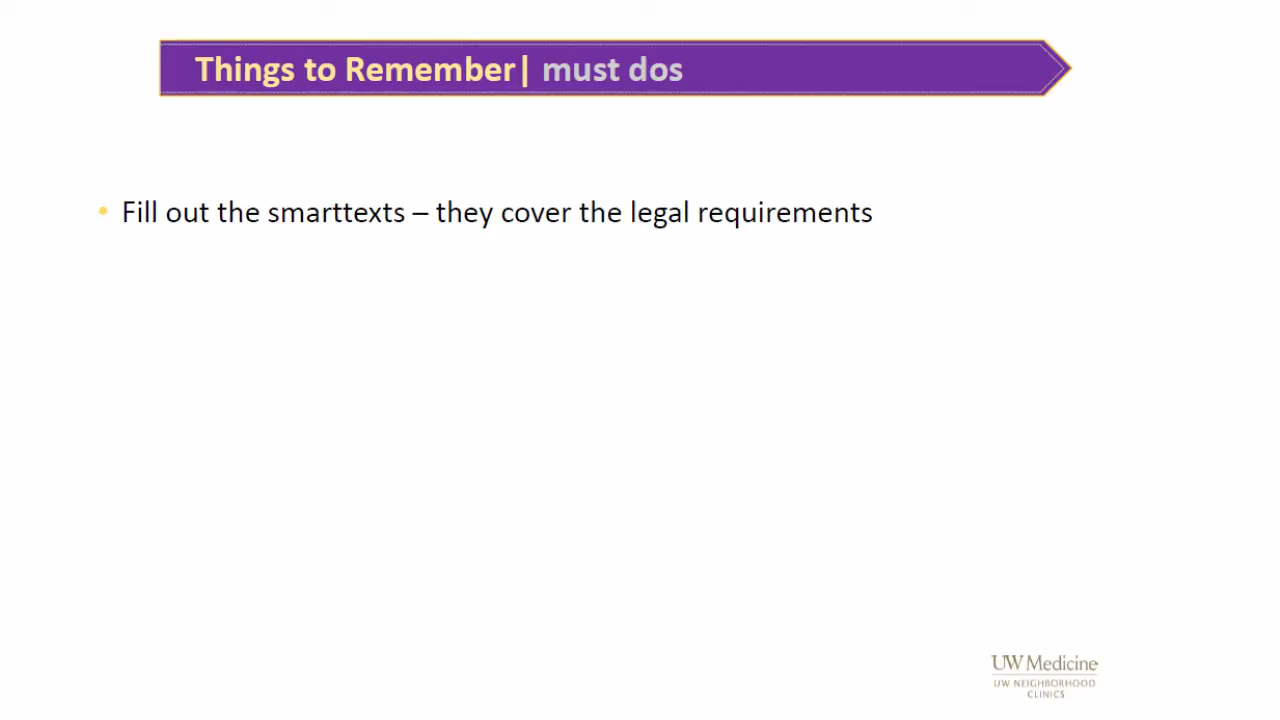 Things to Remember| must dos
• Fill out the smarttexts – they cover the legal requirements
UW Medicine
UW NEIGHBORHOOD
CLINICS